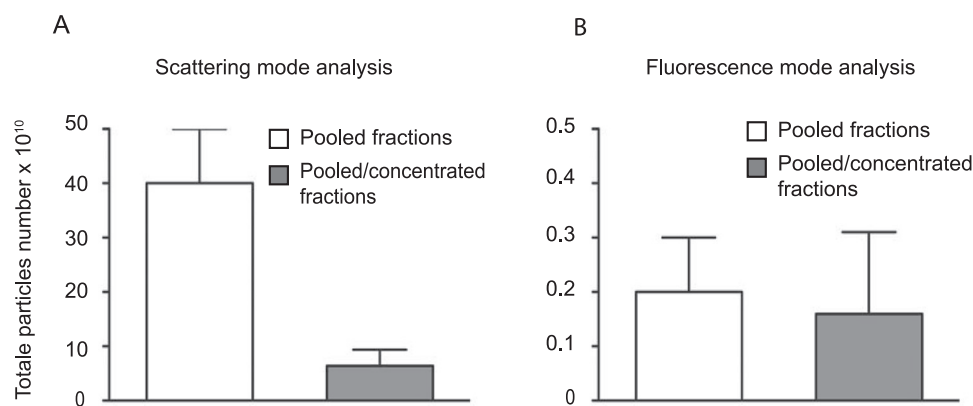 A
Scattering mode analysis
Totale particles number x 10¹⁰
50
40
30
20
10
0
Pooled fractions
Pooled/concentrated
fractions
B
Fluorescence mode analysis
0.5
0.4
0.3
0.2
0.1
0
Pooled fractions
Pooled/concentrated
fractions